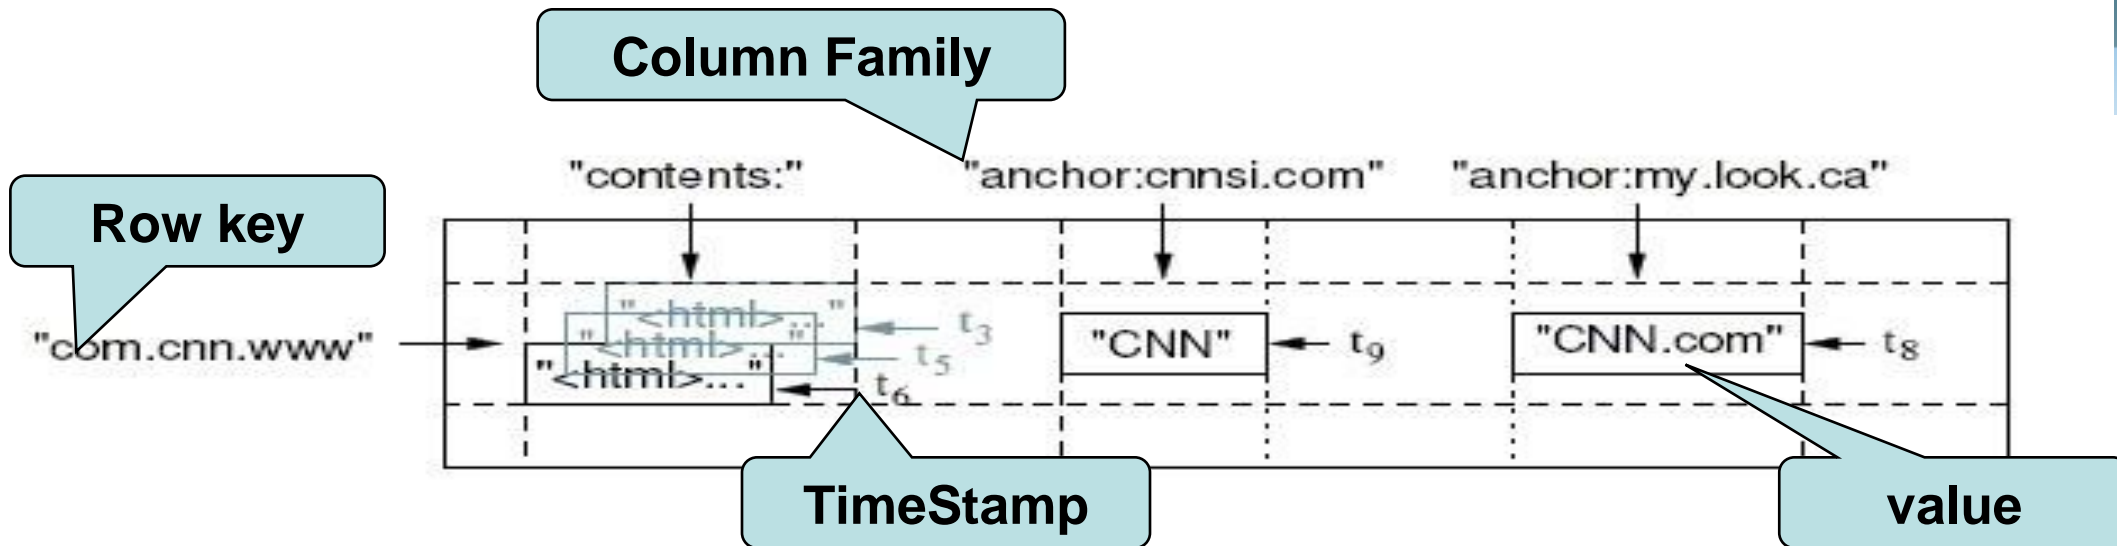 Column Family
"contents:" "anchor:cnnsi.com" "anchor:my.look.ca"
Row key
"<html>..." t3
"com.cnn.www" "<html>..." t5 "CNN" t9 "CNN.com" t8
"<html>..." t6
TimeStamp value